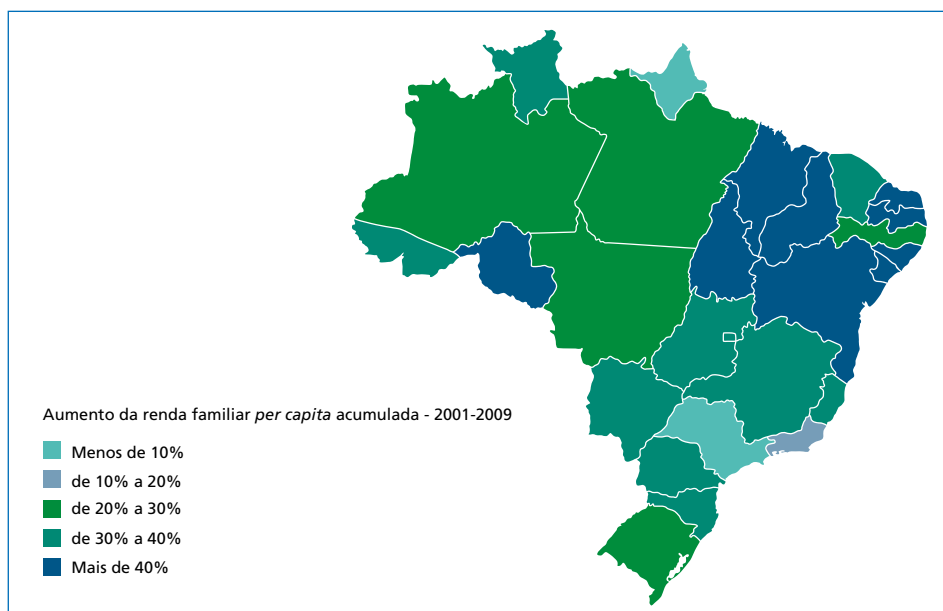 Aumento da renda familiar per capita acumulada - 2001-2009
Menos de 10%
de 10% a 20%
de 20% a 30%
de 30% a 40%
Mais de 40%